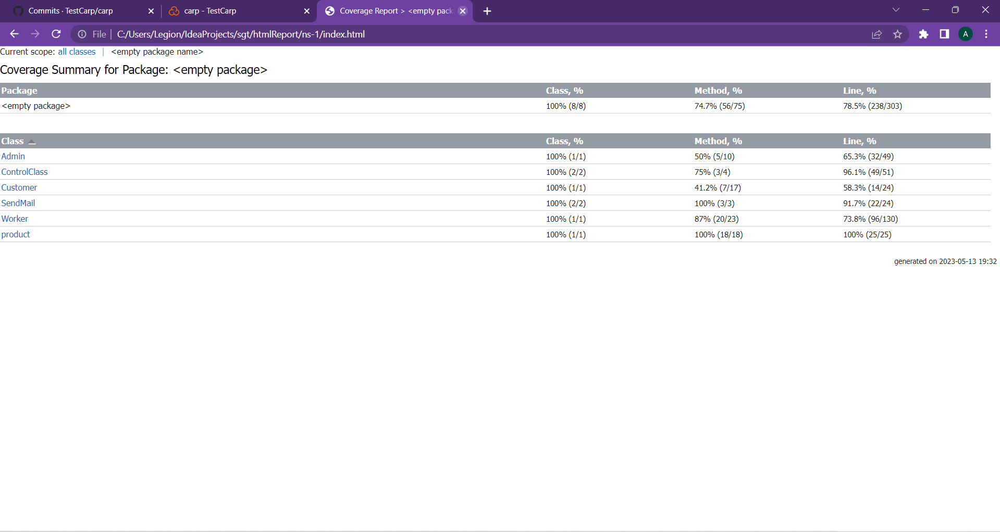 Commits · TestCarp/carp
carp - TestCarp
Coverage Report > <empty pack
File C:/Users/Legion/IdeaProjects/sgt/htmlReport/ns-1/index.html
A
Current scope: all classes | <empty package name>
Coverage Summary for Package: <empty package>
Package Class, % Method, % Line, %
<empty package> 100% (8/8) 74.7% (56/75) 78.5% (238/303)
Class Class, % Method, % Line, %
Admin 100% (1/1) 50% (5/10) 65.3% (32/49)
ControlClass 100% (2/2) 75% (3/4) 96.1% (49/51)
Customer 100% (1/1) 41.2% (7/17) 58.3% (14/24)
SendMail 100% (2/2) 100% (3/3) 91.7% (22/24)
Worker 100% (1/1) 87% (20/23) 73.8% (96/130)
product 100% (1/1) 100% (18/18) 100% (25/25)
generated on 2023-05-13 19:32